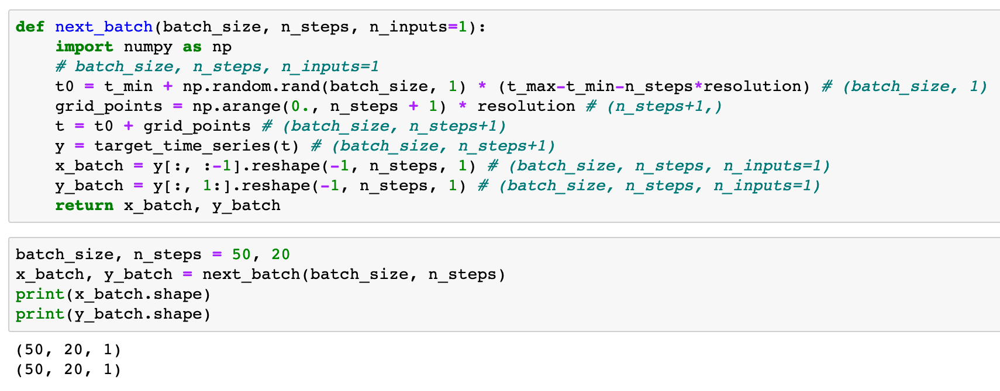 def next_batch(batch_size, n_steps, n_inputs=1):
    import numpy as np
    # batch_size, n_steps, n_inputs=1
    t0 = t_min + np.random.rand(batch_size, 1) * (t_max-t_min-n_steps*resolution) # (batch_size, 1)
    grid_points = np.arange(0., n_steps + 1) * resolution # (n_steps+1,)
    t = t0 + grid_points # (batch_size, n_steps+1)
    y = target_time_series(t) # (batch_size, n_steps+1)
    x_batch = y[:, :-1].reshape(-1, n_steps, 1) # (batch_size, n_steps, n_inputs=1)
    y_batch = y[:, 1:].reshape(-1, n_steps, 1) # (batch_size, n_steps, n_inputs=1)
    return x_batch, y_batch
batch_size, n_steps = 50, 20
x_batch, y_batch = next_batch(batch_size, n_steps)
print(x_batch.shape)
print(y_batch.shape)
(50, 20, 1)
(50, 20, 1)